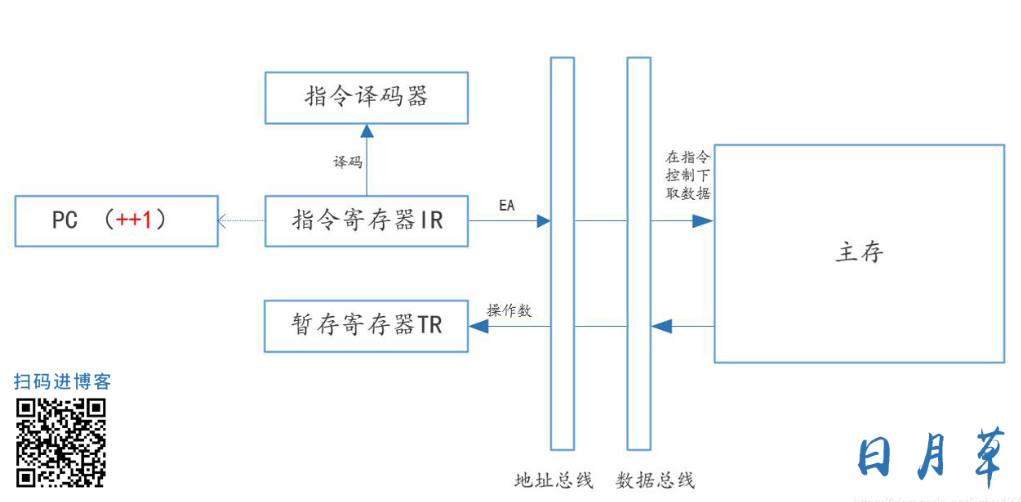 指令译码器
译码
在指令
控制下
取数据
PC （++1）
指令寄存器IR
EA
主存
暂存寄存器TR
操作数
扫码进博客
地址总线 数据总线
日月草